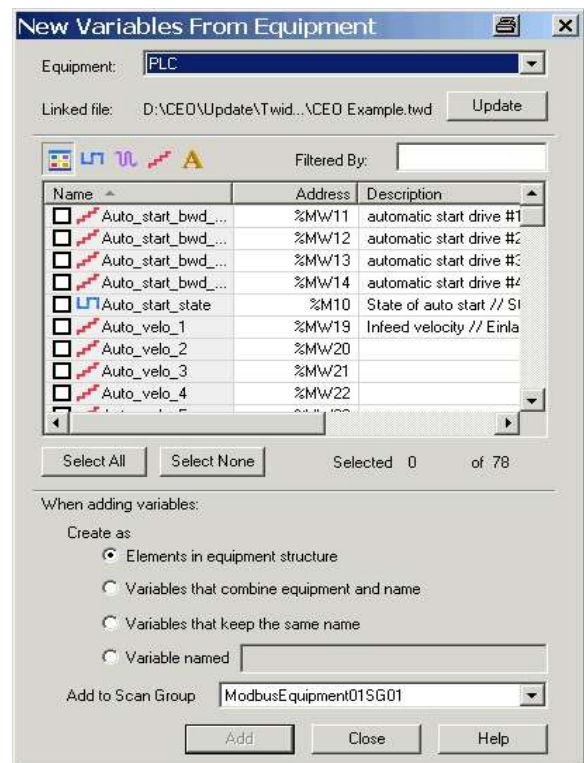 New Variables From Equipment
Equipment: PLC
Linked file: D:\CEO\Update\Twid...\CEO Example.twd Update
A Filtered By:
Name Address Description
Auto_start_bwd_... %MW11 automatic start drive #1
Auto_start_bwd_... %MW12 automatic start drive #2
Auto_start_bwd_... %MW13 automatic start drive #3
Auto_start_bwd_... %MW14 automatic start drive #4
Auto_start_state %M10 State of auto start // St
Auto_velo_1 %MW19 Infeed velocity // Einla
Auto_velo_2 %MW20
Auto_velo_3 %MW21
Auto_velo_4 %MW22
Select All Select None Selected 0 of 78
When adding variables:
Create as
Elements in equipment structure
Variables that combine equipment and name
Variables that keep the same name
Variable named
Add to Scan Group ModbusEquipment01SG01
Add Close Help